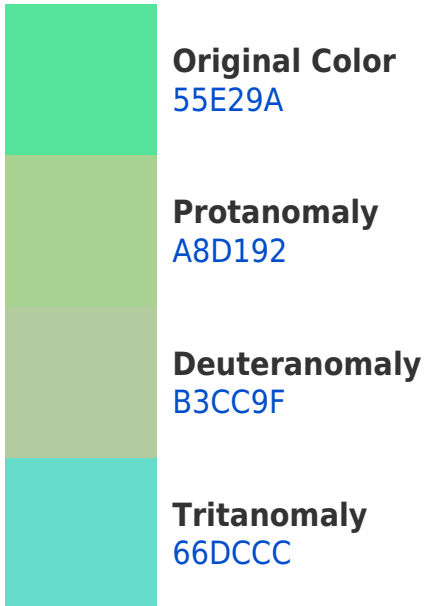 Original Color
55E29A
Protanomaly
A8D192
Deuteranomaly
B3CC9F
Tritanomaly
66DCCC